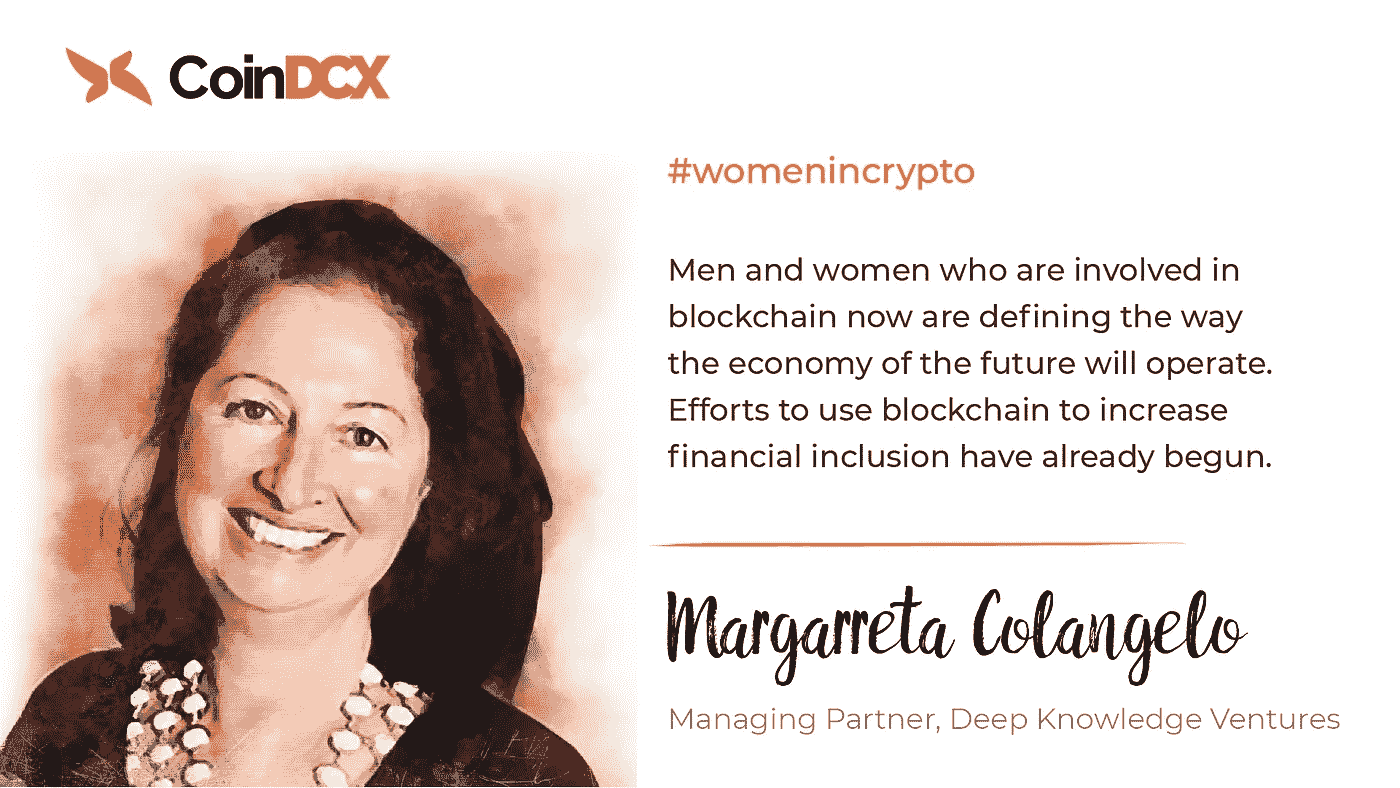 CoinDCX
#womenincrypto
Men and women who are involved in
blockchain now are defining the way
the economy of the future will operate.
Efforts to use blockchain to increase
financial inclusion have already begun.
Margarreta Colangelo
Managing Partner, Deep Knowledge Ventures